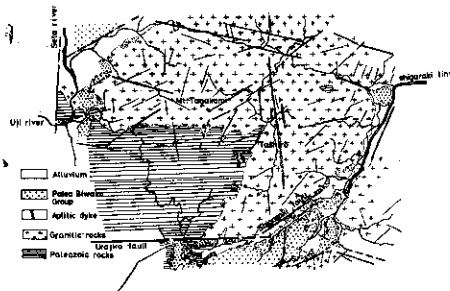 Seta river
Shigaraki line
Mt. Tanakami
Uji river
Tashiro
Alluvium
Paleo Biwako
Group
Aplitic dyke
Granitic rocks
Urajiko fault
Paleozoic rocks